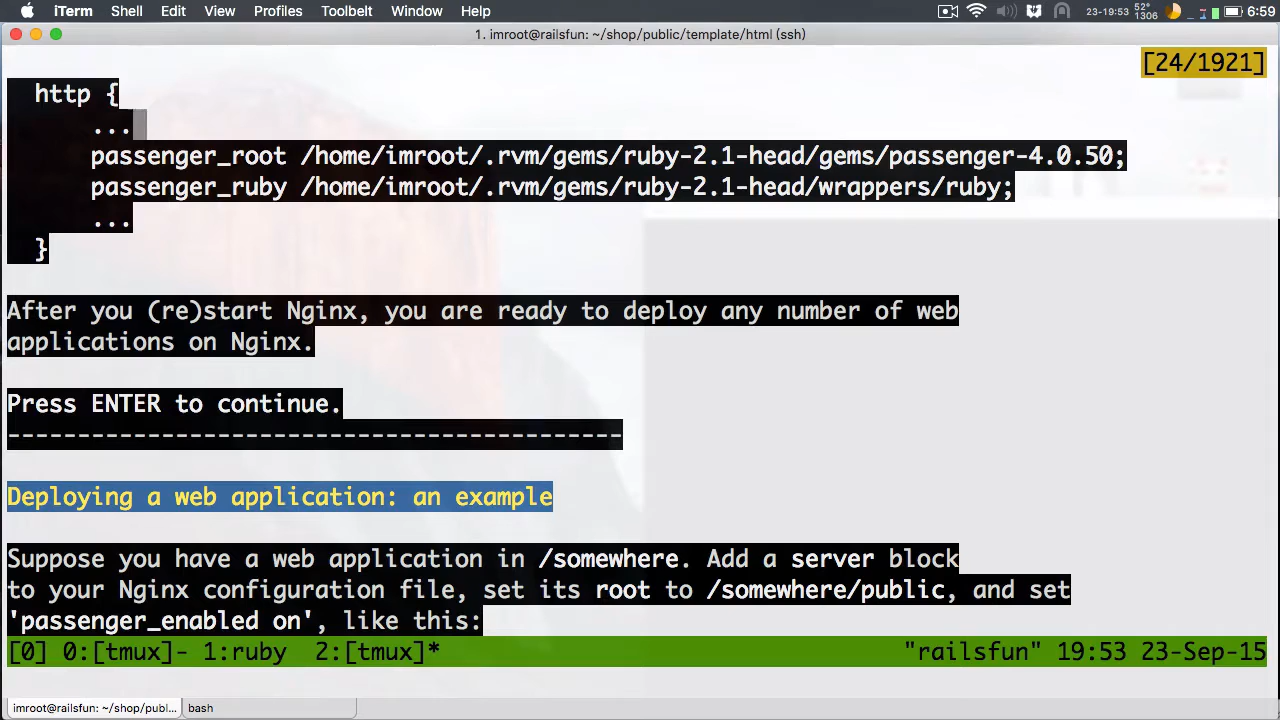 iTerm Shell Edit View Profiles Toolbelt Window Help 23-19:53 52° 1306 6:59
1. imroot@railsfun: ~/shop/public/template/html (ssh)
[24/1921]
http {
...
passenger_root /home/imroot/.rvm/gems/ruby-2.1-head/gems/passenger-4.0.50;
passenger_ruby /home/imroot/.rvm/gems/ruby-2.1-head/wrappers/ruby;
...
}
After you (re)start Nginx, you are ready to deploy any number of web
applications on Nginx.
Press ENTER to continue.
--------------------------------------------
Deploying a web application: an example
Suppose you have a web application in /somewhere. Add a server block
to your Nginx configuration file, set its root to /somewhere/public, and set
'passenger_enabled on', like this:
[0] 0:[tmux]- 1:ruby 2:[tmux]* "railsfun" 19:53 23-Sep-15
imroot@railsfun: ~/shop/publ... bash